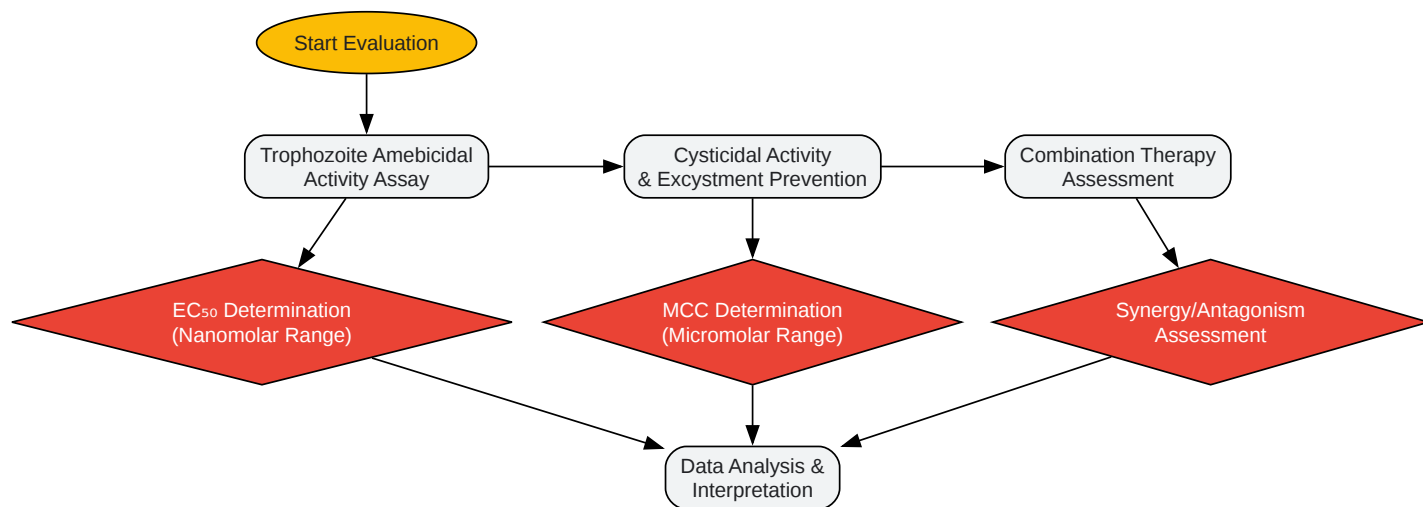 Start Evaluation
Trophozoite Amebicidal
Activity Assay
Cysticidal Activity
& Excystment Prevention
Combination Therapy
Assessment
EC₅₀ Determination
(Nanomolar Range)
MCC Determination
(Micromolar Range)
Synergy/Antagonism
Assessment
Data Analysis &
Interpretation